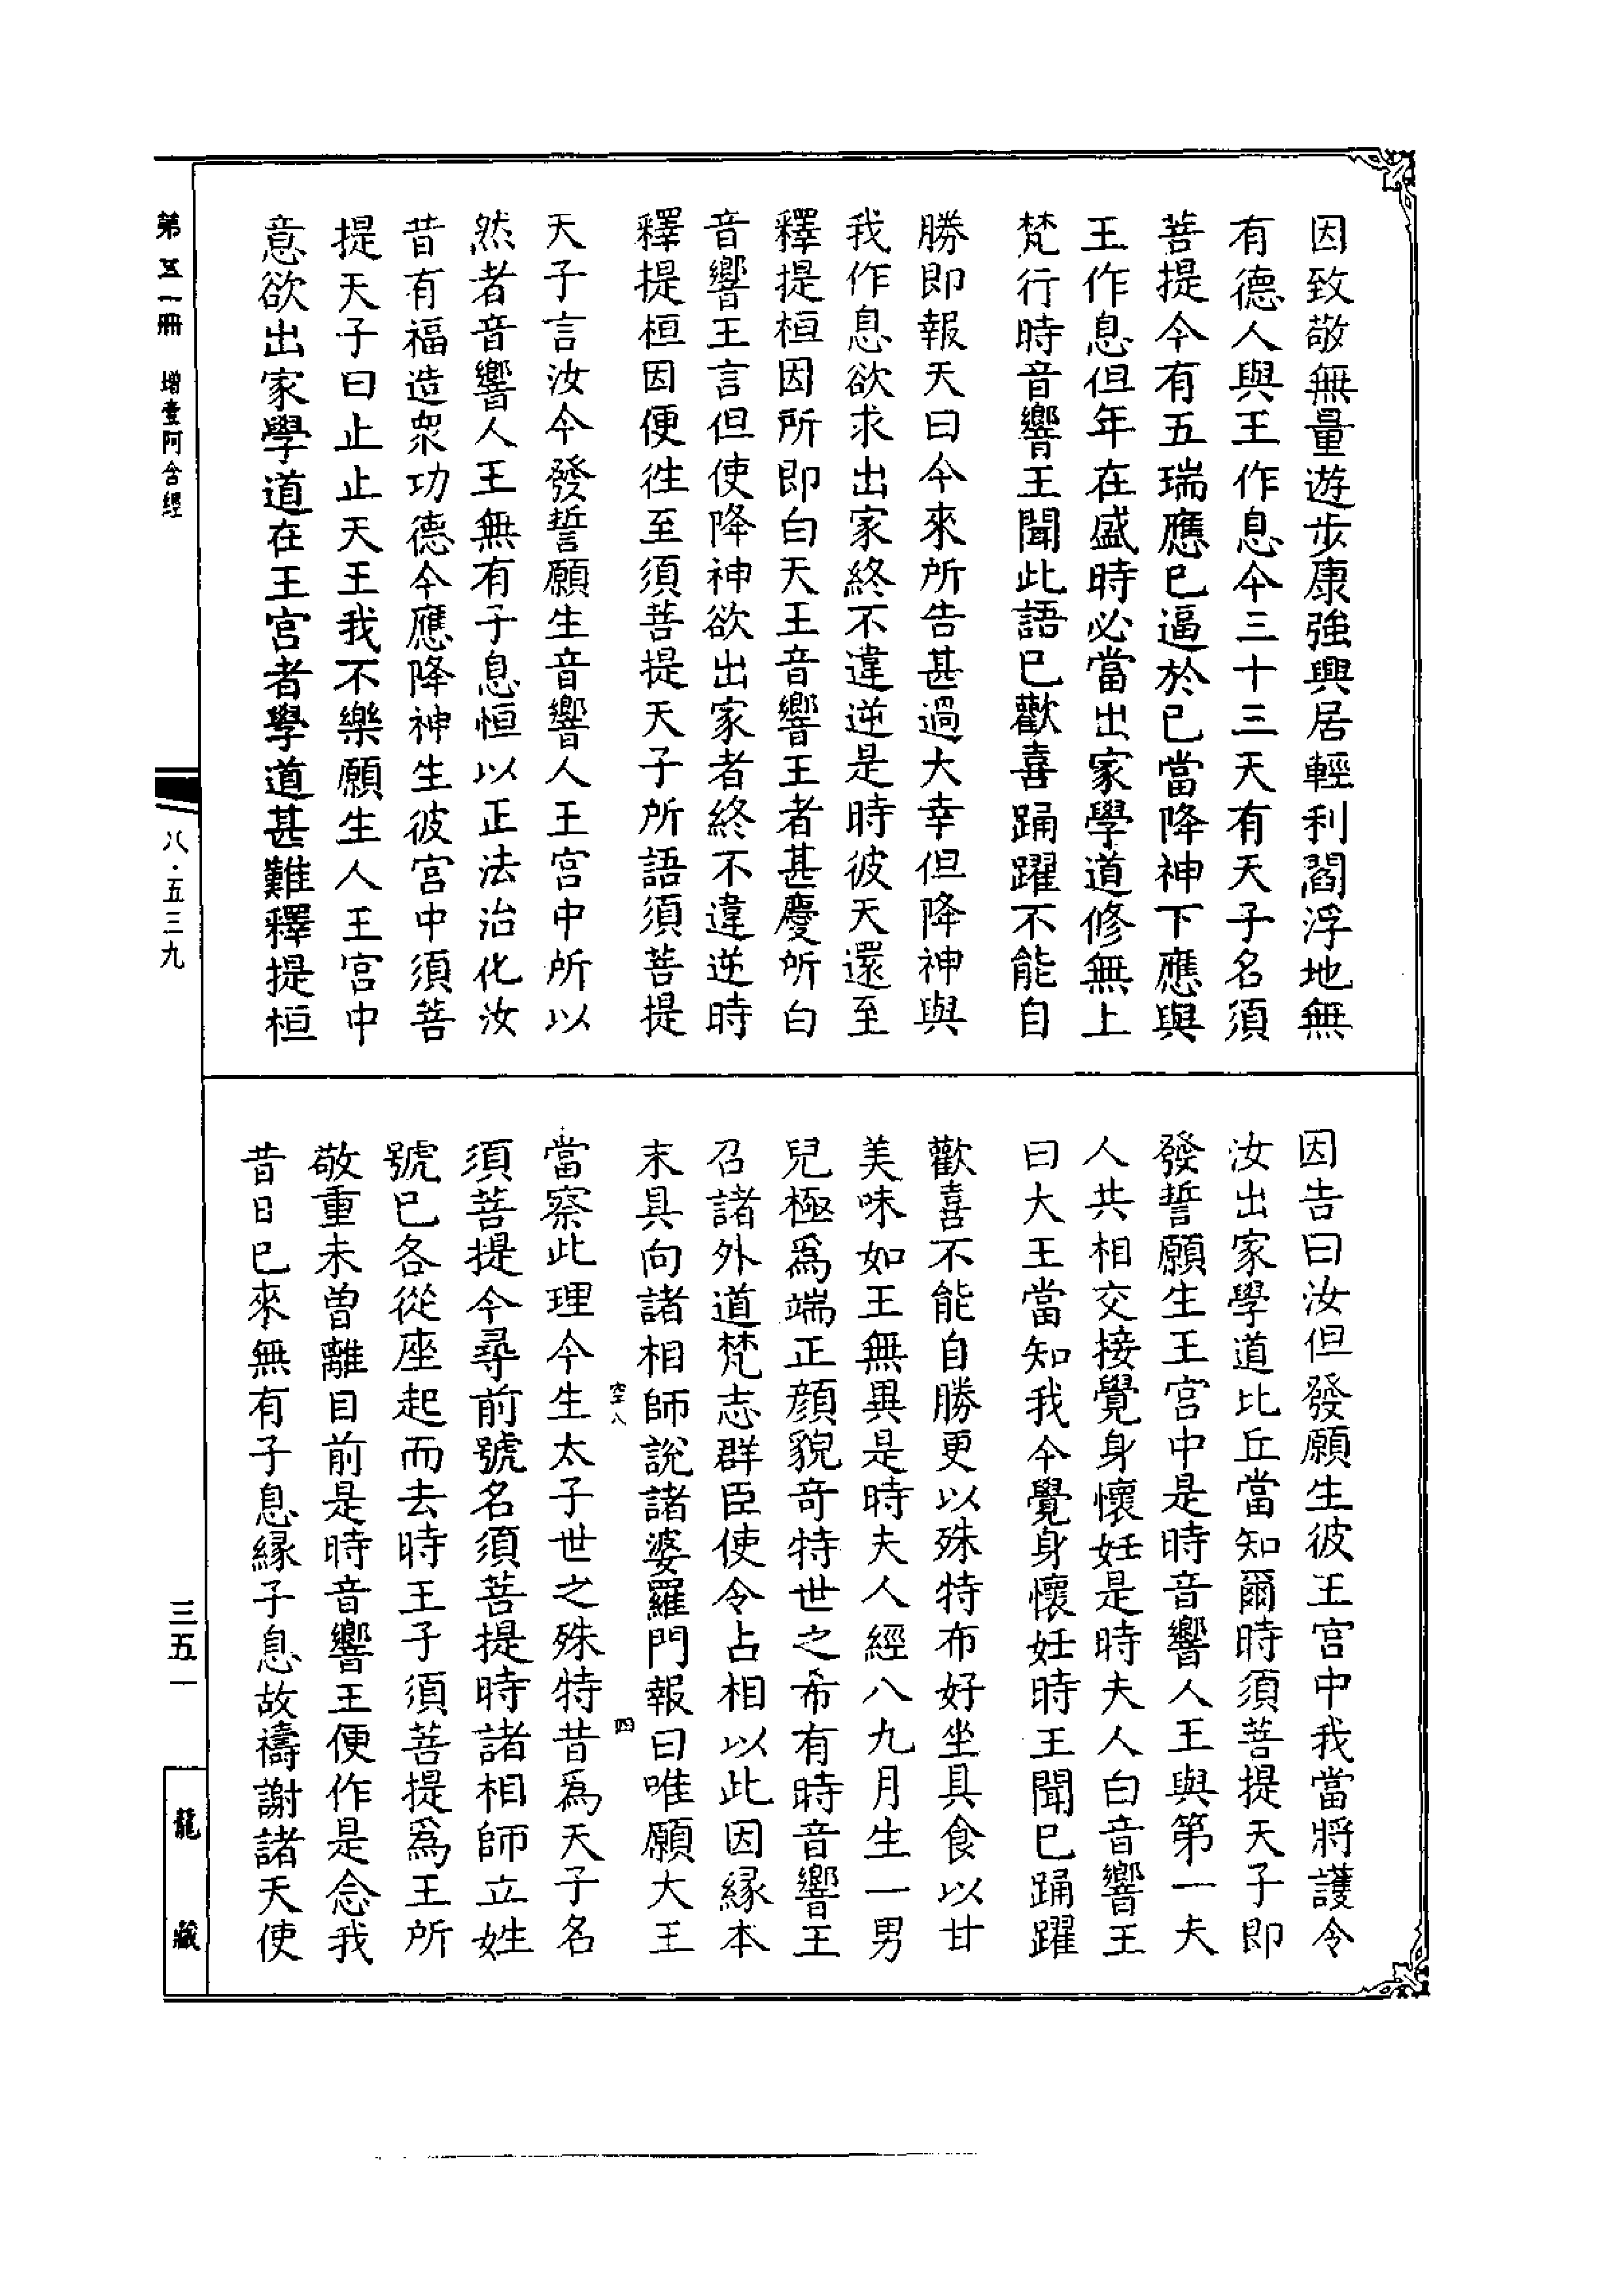 因致敬無量遊步康強興居輕利閻浮地無
有德人與王作息今三十三天有天子名須
菩提今有五瑞應已逼於已當降神下應與
王作息但年在盛時必當出家學道修無上
梵行時音響王聞此語已歡喜踊躍不能自
勝即報天曰今來所告甚過大幸但降神與
我作息欲求出家終不違逆是時彼天還至
釋提桓因所即白天王音響王者甚慶所白
音響王言但使降神欲出家者終不違逆時
釋提桓因便徃至須菩提天子所語須菩提
天子言汝今發誓願生音響人王宮中所以
然者音響人王無有子息恒以正法治化汝
昔有福造眾功德今應降神生彼宮中須菩
提天子曰止止天王我不樂願生人王宮中
意欲出家學道在王宮者學道甚難釋提桓
因告曰汝但發願生彼王宮中我當將護令
汝出家學道比丘當知爾時須菩提天子即
發誓願生王宮中是時音響人王與第一夫
人共相交接覺身懷妊是時夫人白音響王
曰大王當知我今覺身懷妊時王聞已踊躍
歡喜不能自勝更以殊特布好坐具食以甘
美味如王無異是時夫人經八九月生一男
兒極爲端正顏貌奇特世之希有時音響王
召諸外道梵志群臣使令占相以此因緣本
末具向諸相師說諸婆羅門報曰唯願大王
空八 四
當察此理今生太子世之殊特昔爲天子名
須菩提今尋前號名須菩提時諸相師立姓
號已各從座起而去時王子須菩提爲王所
敬重未曾離目前是時音響王便作是念我
昔日已來無有子息緣子息故禱謝諸天使
第五一冊 增壹阿含經
八·五三九
三五一
龍藏